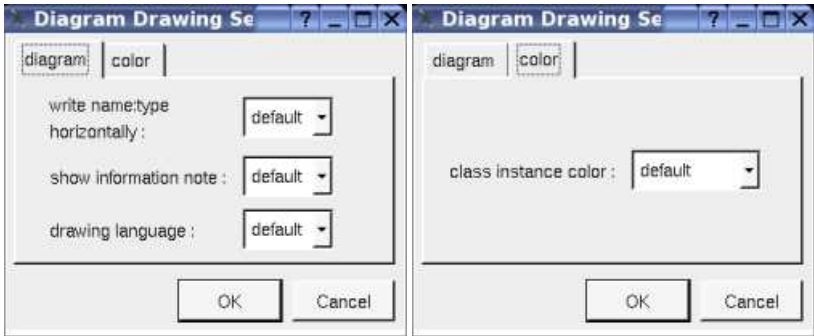 Diagram Drawing Se
diagram color
write name:type
horizontally : default
show information note : default
drawing language : default
OK Cancel
Diagram Drawing Se
diagram color
class instance color : default
OK Cancel